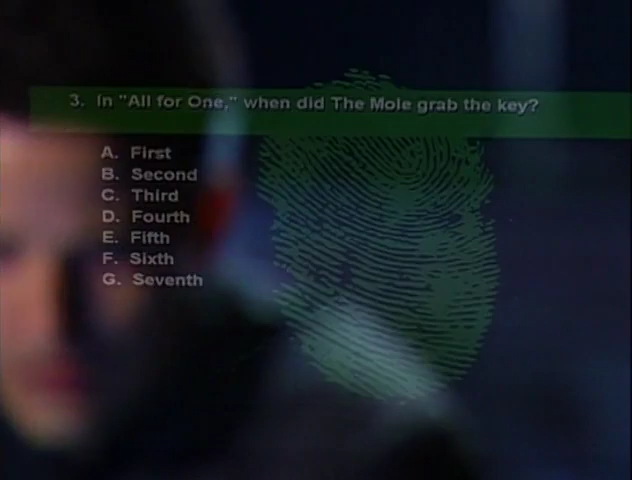 3. In "All for One," when did The Mole grab the key?
A. First
B. Second
C. Third
D. Fourth
E. Fifth
F. Sixth
G. Seventh